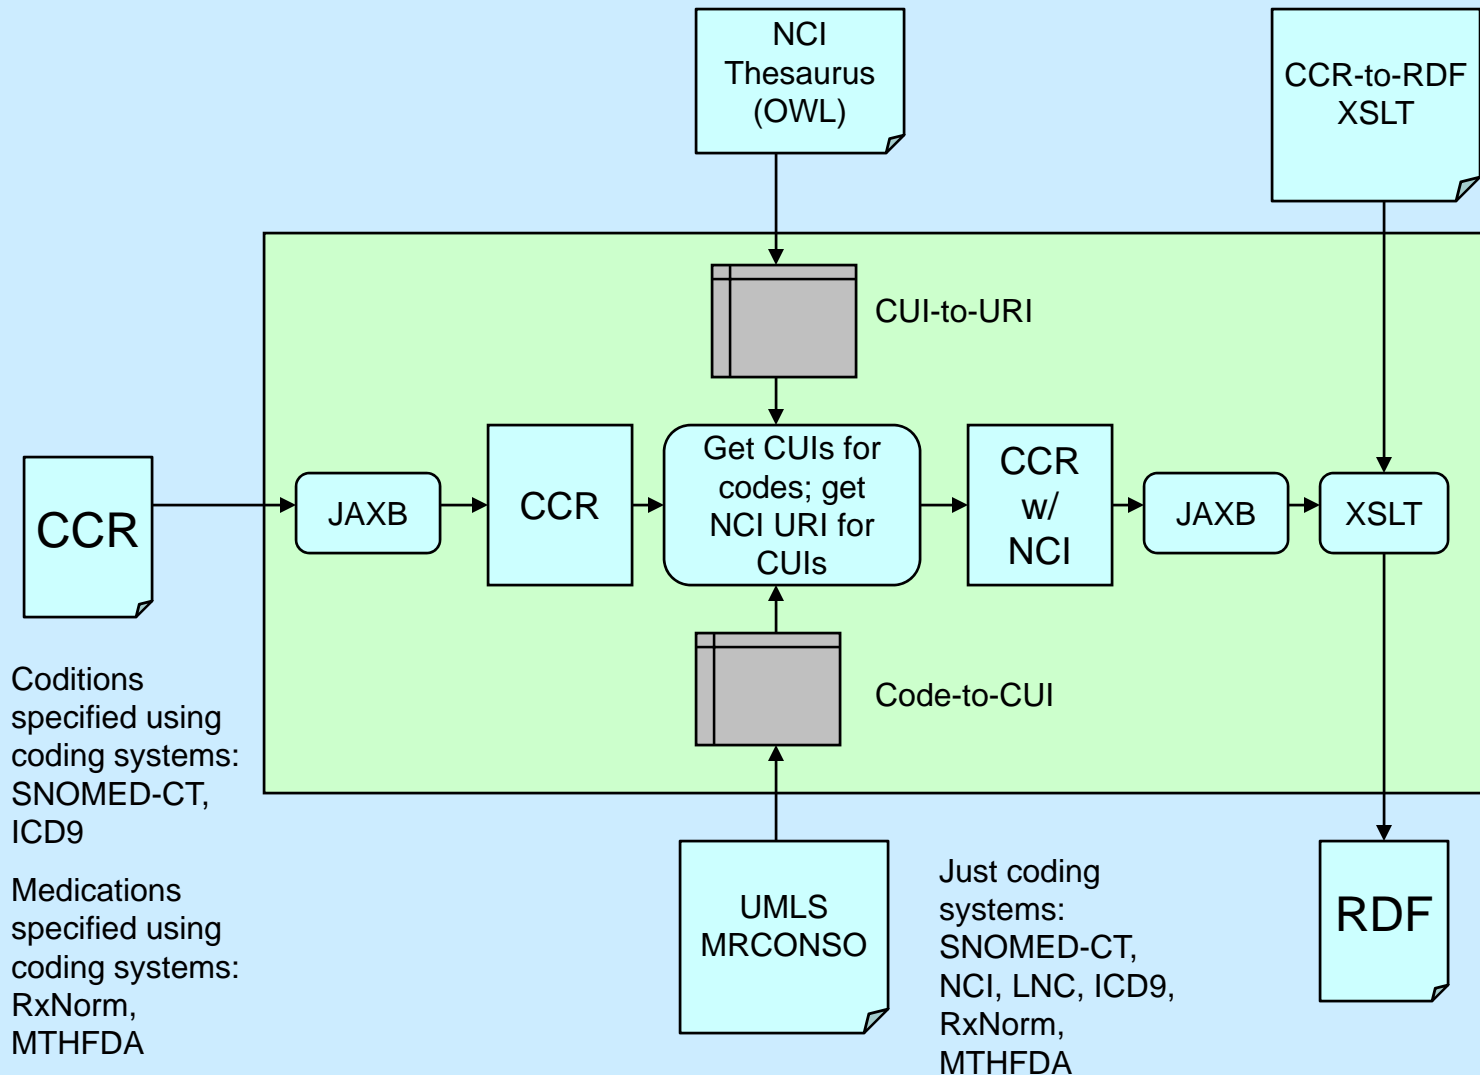 NCI
Thesaurus
(OWL)
CCR-to-RDF
XSLT
CUI-to-URI
CCR
JAXB
CCR
Get CUIs for
codes; get
NCI URI for
CUIs
CCR
w/
NCI
JAXB
XSLT
Code-to-CUI
Coditions
specified using
coding systems:
SNOMED-CT,
ICD9
Medications
specified using
coding systems:
RxNorm,
MTHFDA
UMLS
MRCONSO
Just coding
systems:
SNOMED-CT,
NCI, LNC, ICD9,
RxNorm,
MTHFDA
RDF